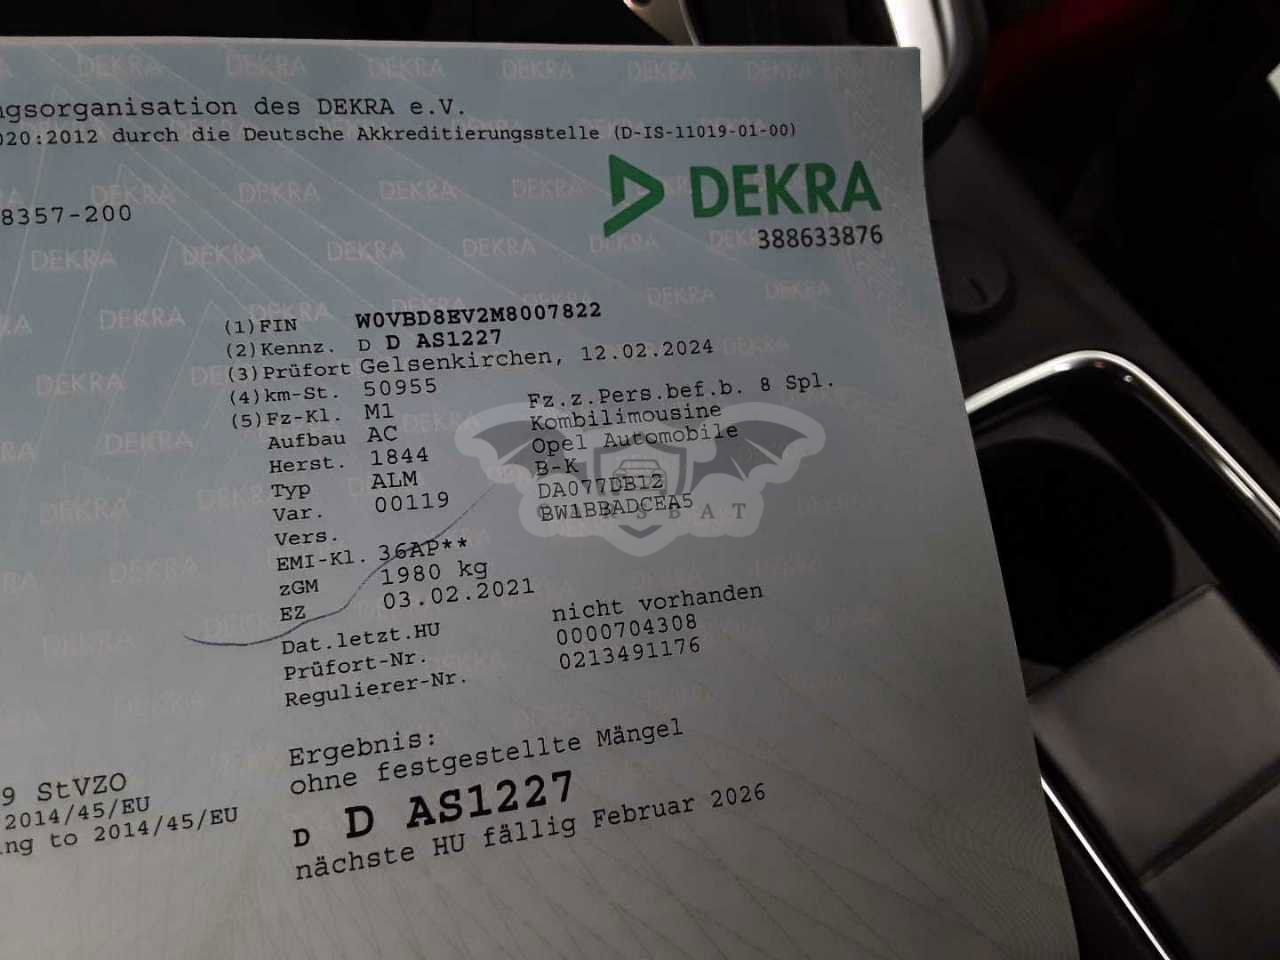 ngsorganisation des DEKRA e.V.
020:2012 durch die Deutsche Akkreditierungsstelle (D-IS-11019-01-00)
DEKRA
388633876
8357-200
(1)FIN W0VBD8EV2M8007822
(2)Kennz. D D AS1227
(3)Prüfort Gelsenkirchen, 12.02.2024
(4)km-St. 50955
(5)Fz-Kl. M1 Fz.z.Pers.bef.b. 8 Spl.
Aufbau AC Kombilimousine
Herst. 1844 Opel Automobile
Typ ALM B-K
Var. 00119 DA077DB12
Vers. BW1BBADCEA5
EMI-Kl. 36AP**
zGM 1980 kg
EZ 03.02.2021
Dat.letzt.HU nicht vorhanden
Prüfort-Nr. 0000704308
Regulierer-Nr. 0213491176
Ergebnis:
ohne festgestellte Mängel
D D AS1227
nächste HU fällig Februar 2026
9 StVZO
2014/45/EU
ing to 2014/45/EU